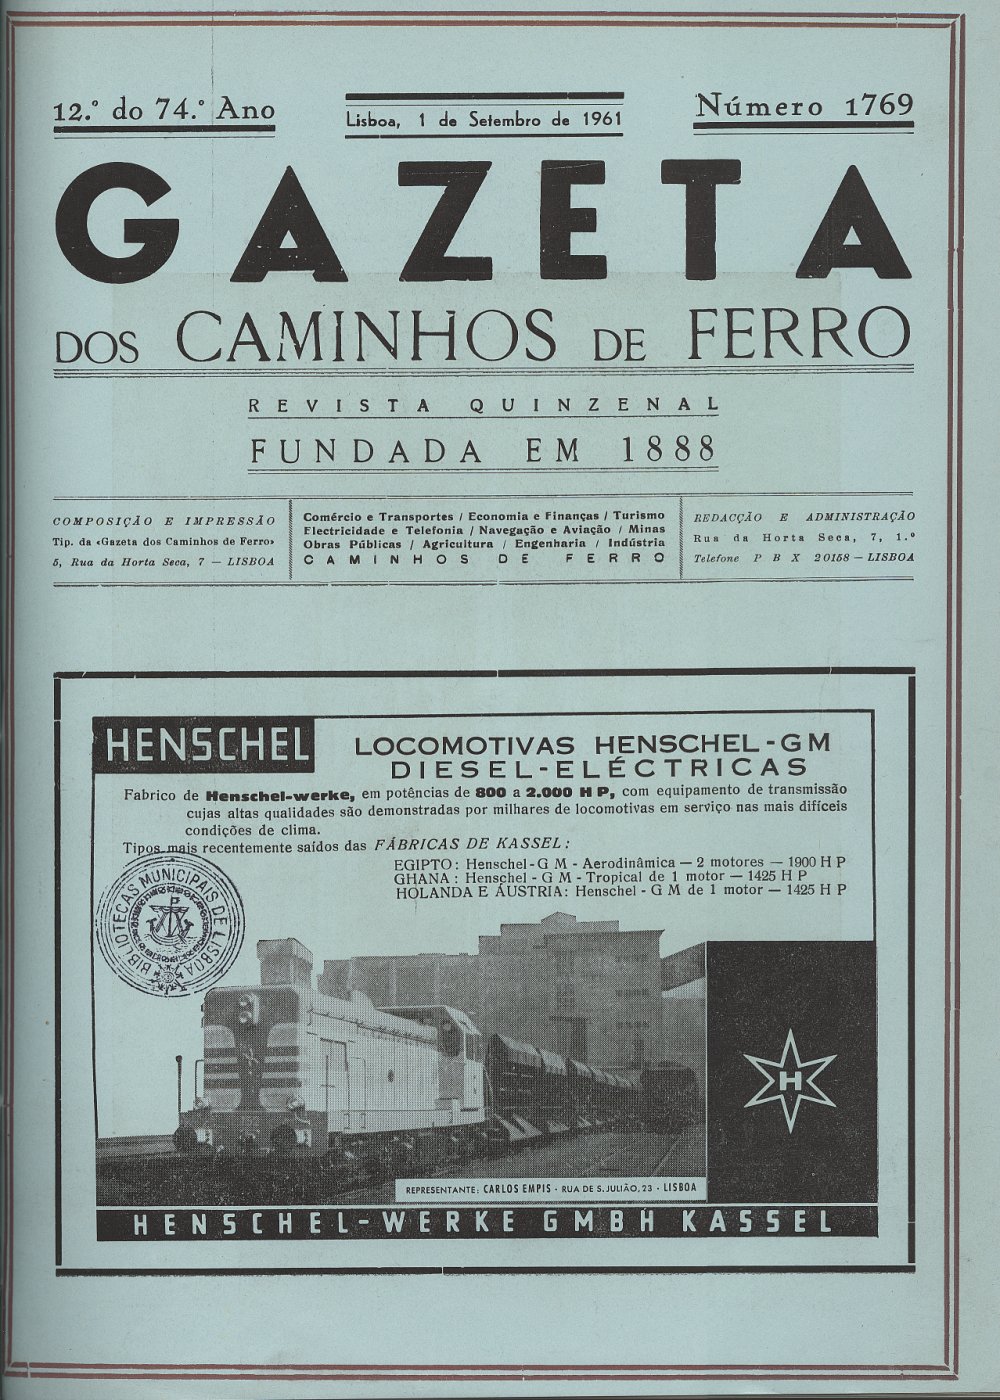 12.º do 74.º Ano
Lisboa, 1 de Setembro de 1961
Número 1769
GAZETA
DOS CAMINHOS DE FERRO
REVISTA QUINZENAL
FUNDADA EM 1888
COMPOSIÇÃO E IMPRESSÃO
Tip. da «Gazeta dos Caminhos de Ferro»
5, Rua da Horta Seca, 7 — LISBOA
Comércio e Transportes / Economia e Finanças / Turismo
Electricidade e Telefonia / Navegação e Aviação / Minas
Obras Públicas / Agricultura / Engenharia / Indústria
CAMINHOS DE FERRO
REDACÇÃO E ADMINISTRAÇÃO
Rua da Horta Seca, 7, 1.º
Telefone P B X 20158 — LISBOA
HENSCHEL
LOCOMOTIVAS HENSCHEL-GM
DIESEL-ELÉCTRICAS
Fabrico de Henschel-werke, em potências de 800 a 2.000 HP, com equipamento de transmissão
cujas altas qualidades são demonstradas por milhares de locomotivas em serviço nas mais difíceis
condições de clima.
Tipos mais recentemente saídos das FÁBRICAS DE KASSEL:
EGIPTO: Henschel-G M - Aerodinâmica — 2 motores — 1900 H P
GHANA: Henschel - G M - Tropical de 1 motor — 1425 H P
HOLANDA E ÁUSTRIA: Henschel - G M de 1 motor — 1425 H P
BIBLIOTECAS MUNICIPAIS DE LISBOA
H
REPRESENTANTE: CARLOS EMPIS - RUA DE S. JULIÃO, 23 - LISBOA
HENSCHEL-WERKE GMBH KASSEL